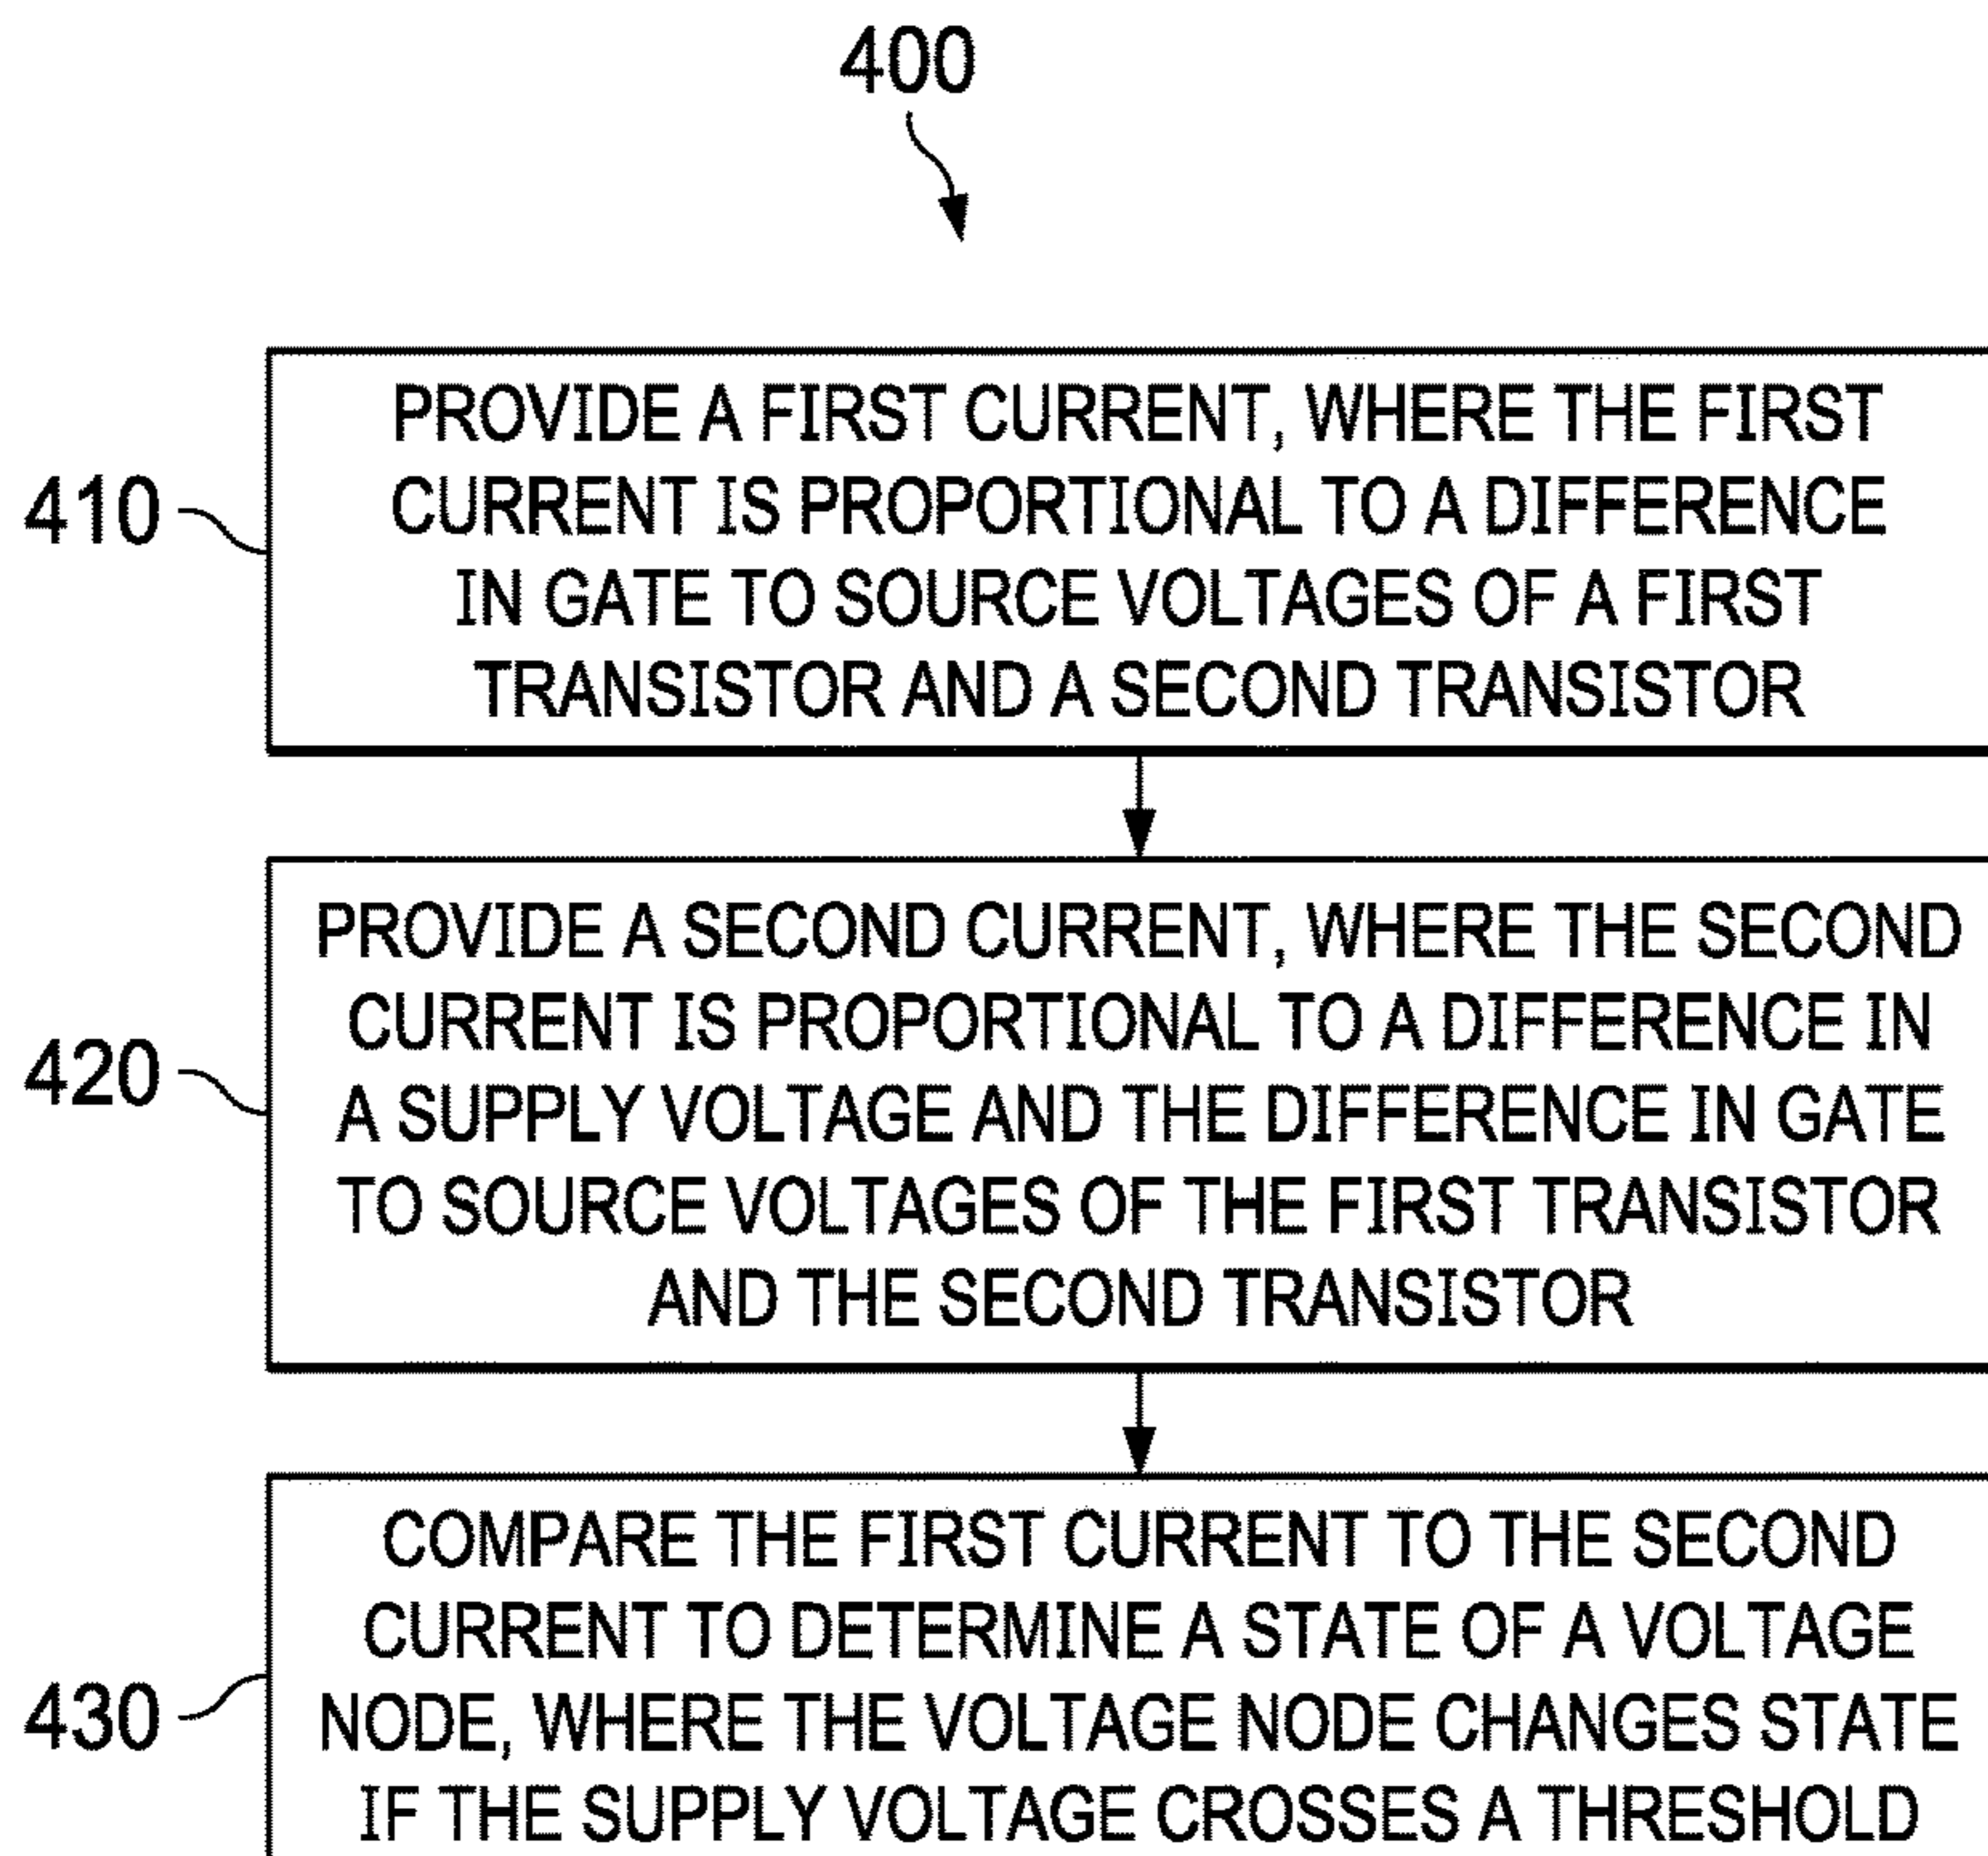 400
410
PROVIDE A FIRST CURRENT, WHERE THE FIRST
CURRENT IS PROPORTIONAL TO A DIFFERENCE
IN GATE TO SOURCE VOLTAGES OF A FIRST
TRANSISTOR AND A SECOND TRANSISTOR
420
PROVIDE A SECOND CURRENT, WHERE THE SECOND
CURRENT IS PROPORTIONAL TO A DIFFERENCE IN
A SUPPLY VOLTAGE AND THE DIFFERENCE IN GATE
TO SOURCE VOLTAGES OF THE FIRST TRANSISTOR
AND THE SECOND TRANSISTOR
430
COMPARE THE FIRST CURRENT TO THE SECOND
CURRENT TO DETERMINE A STATE OF A VOLTAGE
NODE, WHERE THE VOLTAGE NODE CHANGES STATE
IF THE SUPPLY VOLTAGE CROSSES A THRESHOLD